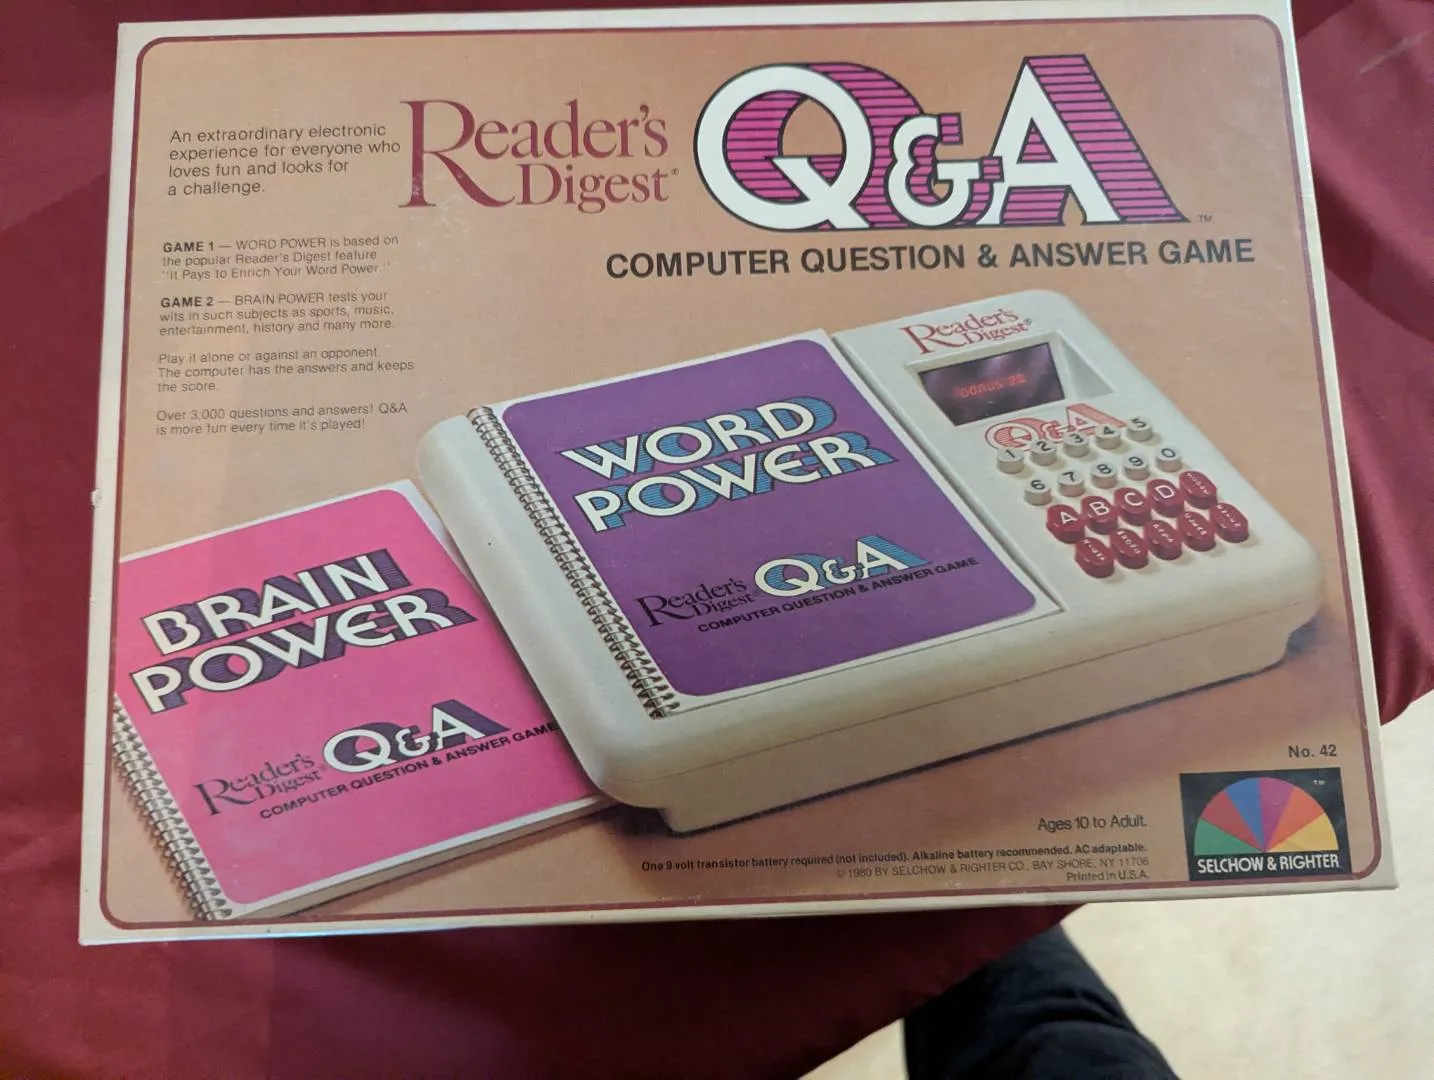 Reader's
Digest®
Q&A™
COMPUTER QUESTION & ANSWER GAME
An extraordinary electronic
experience for everyone who
loves fun and looks for
a challenge.
GAME 1 — WORD POWER is based on
the popular Reader's Digest feature
"It Pays to Enrich Your Word Power."
GAME 2 — BRAIN POWER tests your
wits in such subjects as sports, music,
entertainment, history and many more.
Play it alone or against an opponent.
The computer has the answers and keeps
the score.
Over 3,000 questions and answers! Q&A
is more fun every time it's played!
Reader's
Digest®
BONUS 20
Q&A
1 2 3 4 5
6 7 8 9 0
A B C D
WORD
POWER
Reader's
Digest® Q&A
COMPUTER QUESTION & ANSWER GAME
BRAIN
POWER
Reader's
Digest® Q&A
COMPUTER QUESTION & ANSWER GAME
No. 42
™
SELCHOW & RIGHTER
Ages 10 to Adult.
One 9 volt transistor battery required (not included). Alkaline battery recommended. AC adaptable.
© 1980 BY SELCHOW & RIGHTER CO., BAY SHORE, NY 11706
Printed in U.S.A.